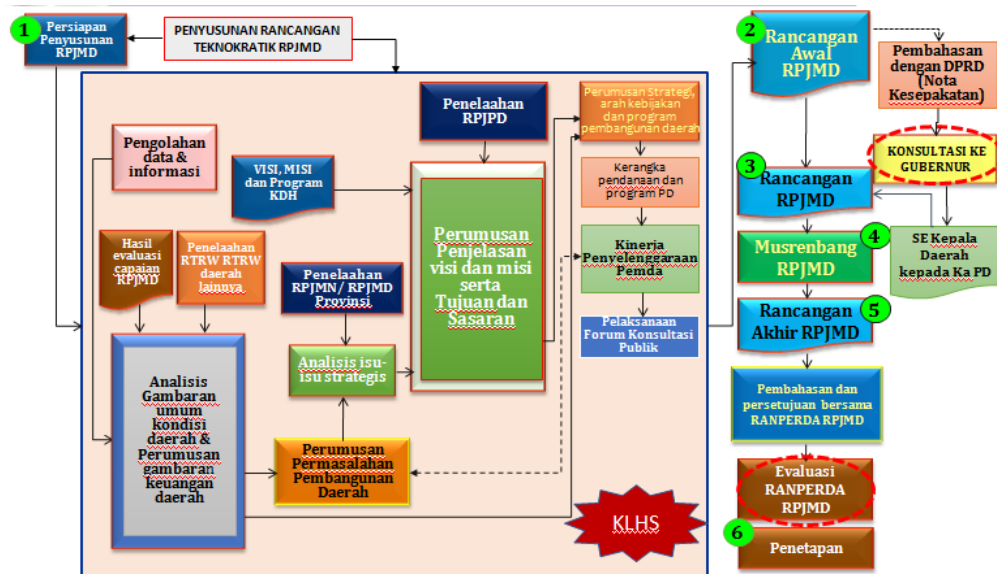 1
Persiapan
Penyusunan
RPJMD
PENYUSUNAN RANCANGAN
TEKNOKRATIK RPJMD
Pengolahan
data &
informasi
Penelaahan
RPJPD
VISI, MISI
dan Program
KDH
Hasil
evaluasi
capaian
RPJMD
Penelaahan
RTRW RTRW
daerah
lainnya
Penelaahan
RPJMN/ RPJMD
Provinsi
Perumusan
Penjelasan
visi dan misi
serta
Tujuan dan
Sasaran
Analisis isu-
isu strategis
Analisis
Gambaran
umum
kondisi
daerah &
Perumusan
gambaran
keuangan
daerah
Perumusan
Permasalahan
Pembangunan
Daerah
Perumusan Strategi,
arah kebijakan
dan program
pembangunan daerah
Kerangka
pendanaan dan
program PD
Kinerja
Penyelenggaraan
Pemda
Pelaksanaan
Forum Konsultasi
Publik
KLHS
2
Rancangan
Awal
RPJMD
Pembahasan
dengan DPRD
(Nota
Kesepakatan)
KONSULTASI KE
GUBERNUR
3
Rancangan
RPJMD
SE Kepala
Daerah
kepada Ka PD
4
Musrenbang
RPJMD
5
Rancangan
Akhir RPJMD
Pembahasan dan
persetujuan bersama
RANPERDA RPJMD
Evaluasi
RANPERDA
RPJMD
6
Penetapan